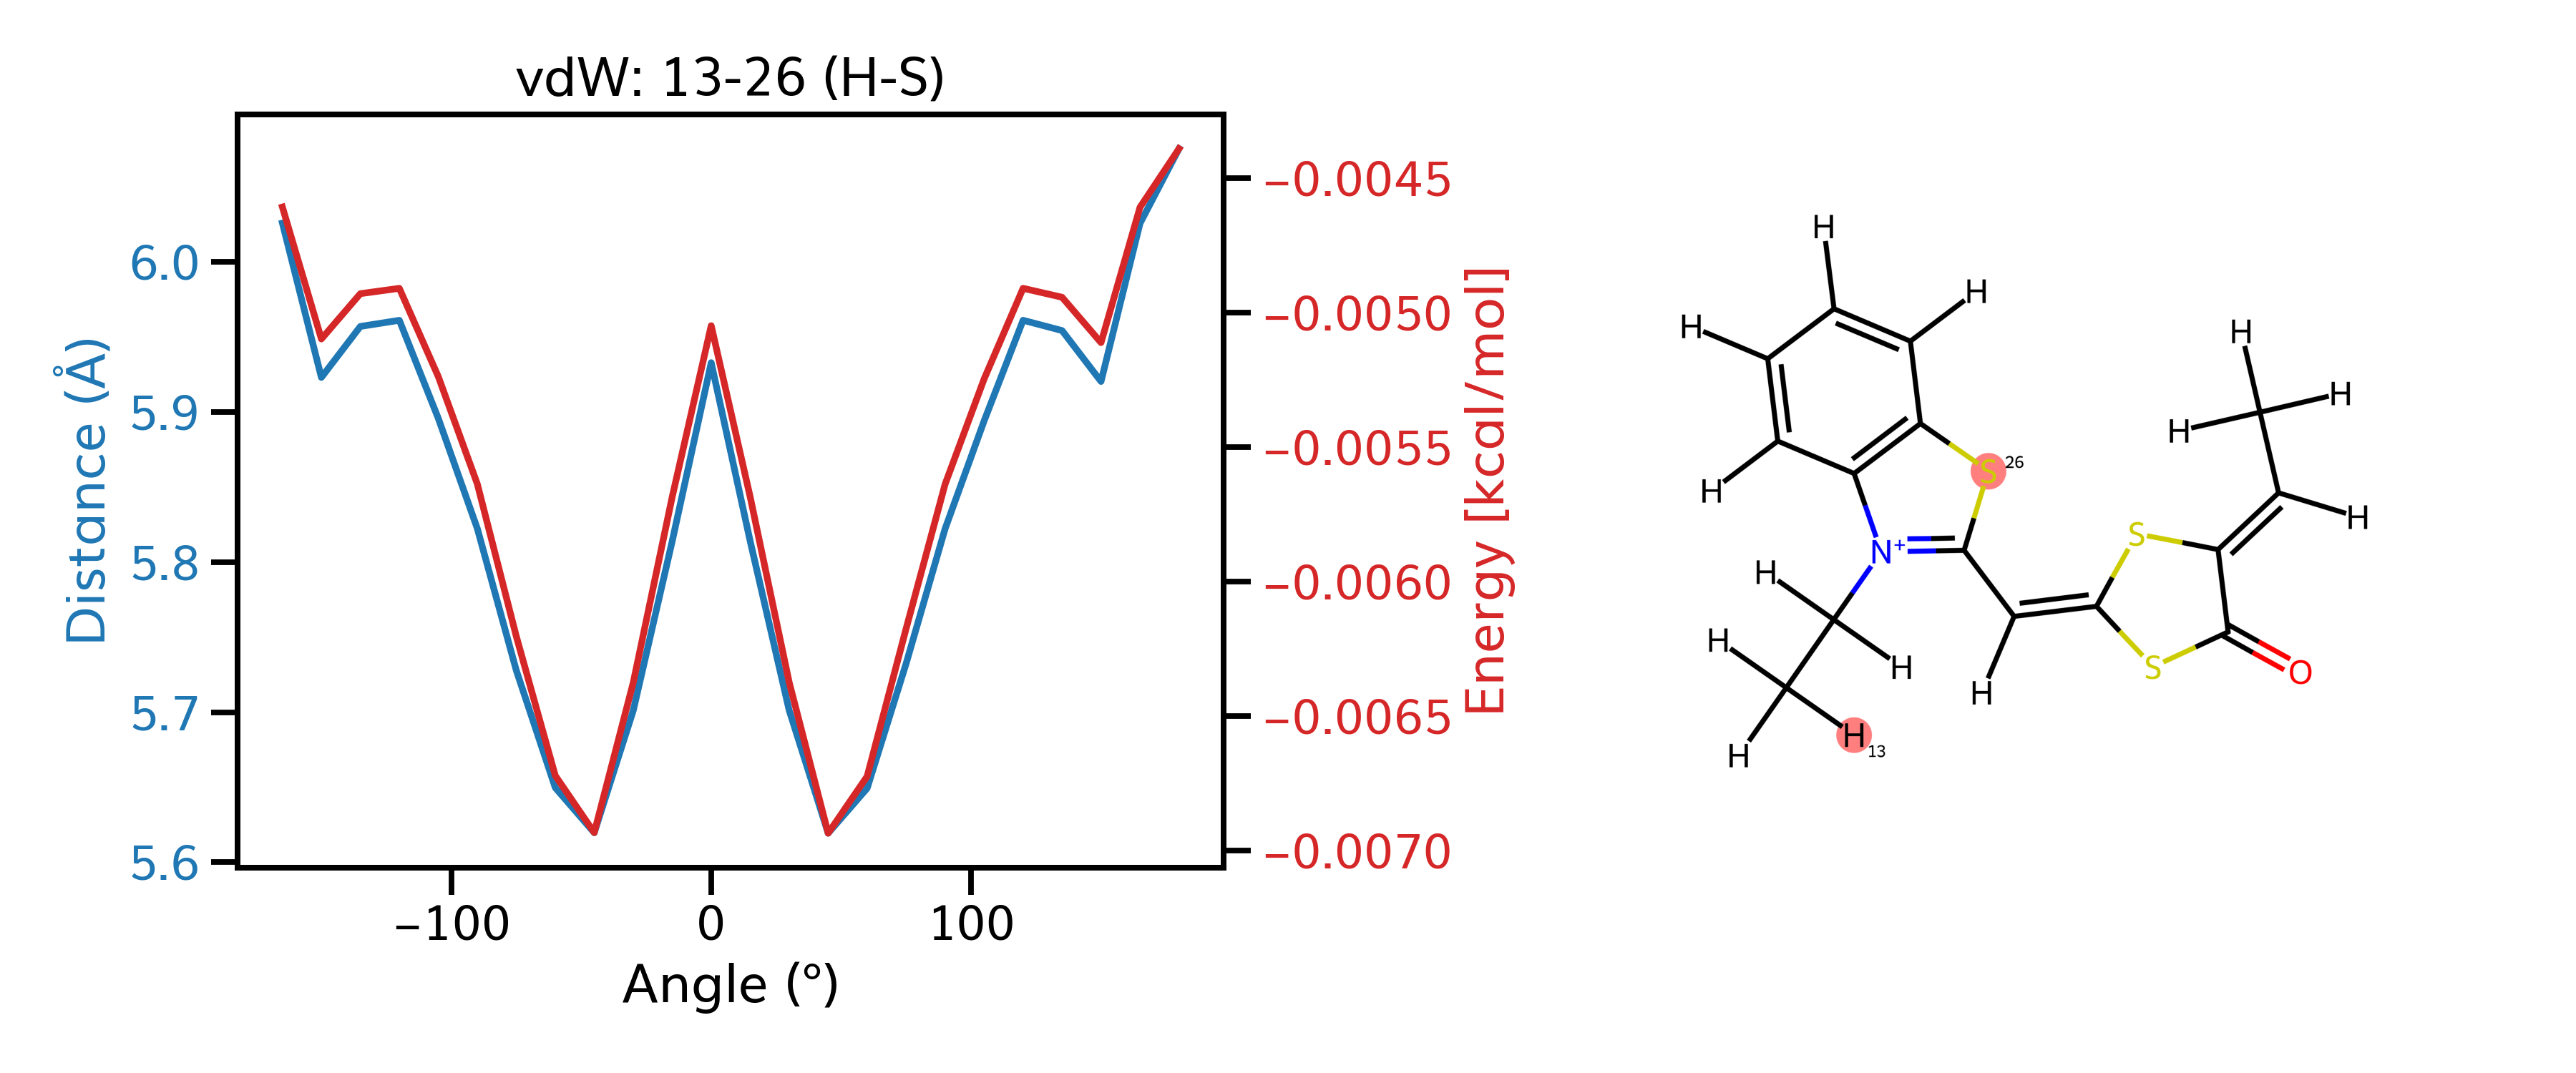 vdW: 13-26 (H-S)
6.0
5.9
5.8
5.7
5.6
Distance (Å)
−0.0045
−0.0050
−0.0055
−0.0060
−0.0065
−0.0070
Energy [kcal/mol]
−100
0
100
Angle (°)
H
H
H
H
H
H
H
S 26
H
H
S
N+
H
H
H
S
O
H
H
H 13